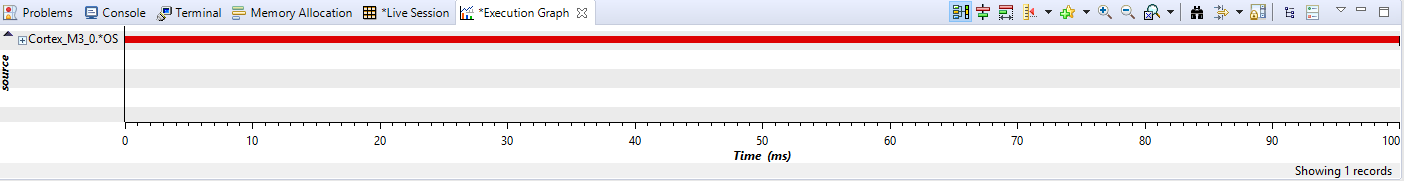 Problems Console Terminal Memory Allocation *Live Session *Execution Graph
Cortex_M3_0.*OS
source
0 10 20 30 40 50 60 70 80 90 100
Time (ms)
Showing 1 records